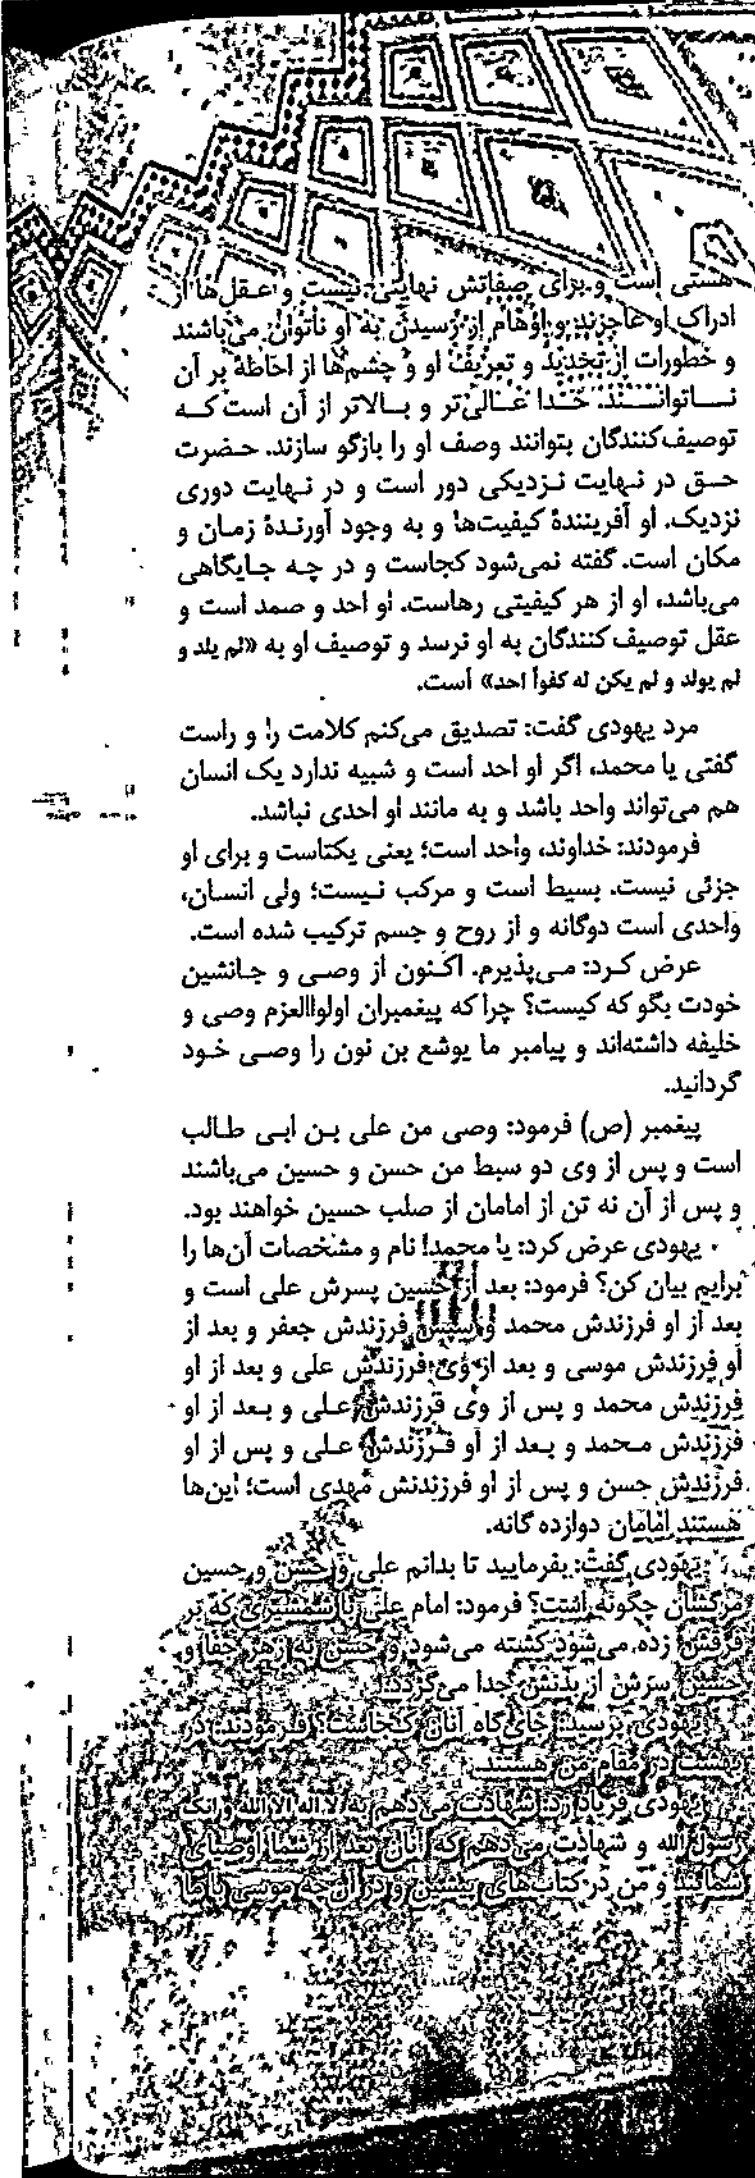 هستی است و برای صفاتش نهایتی نیست و عقل‌ها از
ادراک او عاجزند و اوهام از رسیدن به او ناتوان می‌باشند
و خطورات از تحدید و تعریف او و چشم‌ها از احاطه بر آن
ناتوانند. خدا عالی‌تر و بالاتر از آن است که
توصیف‌کنندگان بتوانند وصف او را بازگو سازند. حضرت
حق در نهایت نزدیکی دور است و در نهایت دوری
نزدیک. او آفرینندهٔ کیفیت‌ها و به وجود آورندهٔ زمان و
مکان است. گفته نمی‌شود کجاست و در چه جایگاهی
می‌باشد، او از هر کیفیتی رهاست. او احد و صمد است و
عقل توصیف کنندگان به او نرسد و توصیف او به «لم یلد و
لم یولد و لم یکن له کفواً احد» است.
مرد یهودی گفت: تصدیق می‌کنم کلامت را و راست
گفتی یا محمد، اگر او احد است و شبیه ندارد یک انسان
هم می‌تواند واحد باشد و به مانند او احدی نباشد.
فرمودند: خداوند، واحد است؛ یعنی یکتاست و برای او
جزئی نیست. بسیط است و مرکب نیست؛ ولی انسان،
واحدی است دوگانه و از روح و جسم ترکیب شده است.
عرض کرد: می‌پذیرم. اکنون از وصی و جانشین
خودت بگو که کیست؟ چرا که پیغمبران اولواالعزم وصی و
خلیفه داشته‌اند و پیامبر ما یوشع بن نون را وصی خود
گردانید.
پیغمبر (ص) فرمود: وصی من علی بن ابی طالب
است و پس از وی دو سبط من حسن و حسین می‌باشند
و پس از آن نه تن از امامان از صلب حسین خواهند بود.
یهودی عرض کرد: یا محمد! نام و مشخصات آن‌ها را
برایم بیان کن؟ فرمود: بعد از حسین پسرش علی است و
بعد از او فرزندش محمد و سپس فرزندش جعفر و بعد از
او فرزندش موسی و بعد از وی فرزندش علی و بعد از او
فرزندش محمد و پس از وی فرزندش علی و بعد از او
فرزندش محمد و بعد از او فرزندش علی و پس از او
فرزندش حسن و پس از او فرزندنش مهدی است؛ این‌ها
هستند امامان دوازده گانه.
یهودی گفت: بفرمایید تا بدانم علی و حسن و حسین
مرگشان چگونه است؟ فرمود: امام علی با شمشیری که بر
فرقش زده می‌شود کشته می‌شود و حسن به زهر جفا و
حسین سرش از بدنش جدا می‌گردد.
یهودی پرسید: جای‌گاه آنان کجاست؟ فرمودند: در
بهشت در مقام من هستند.
یهودی فریاد زد: شهادت می‌دهم به لا اله الا الله و انک
رسول الله و شهادت می‌دهم که آنان بعد از شما اوصیای
شمایند و من در کتاب‌های پیشین و در آن‌چه موسی با ما